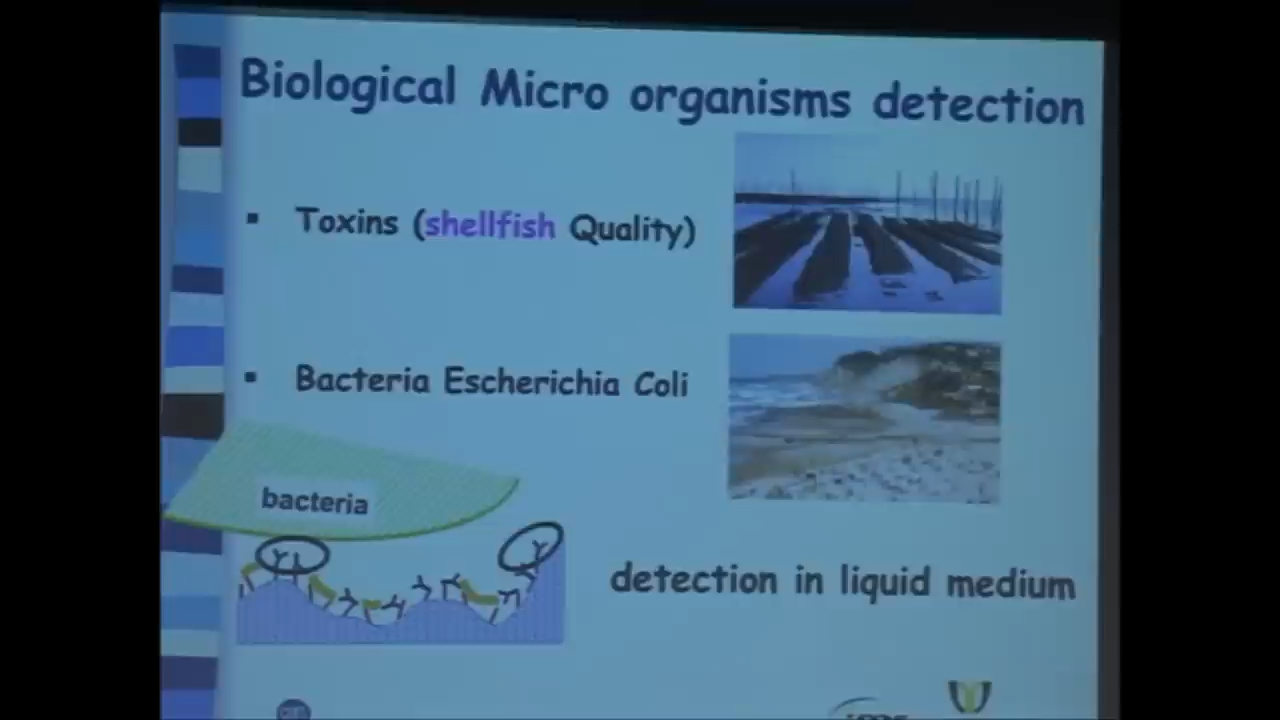 Biological Micro organisms detection
▪ Toxins (shellfish Quality)
▪ Bacteria Escherichia Coli
bacteria
detection in liquid medium